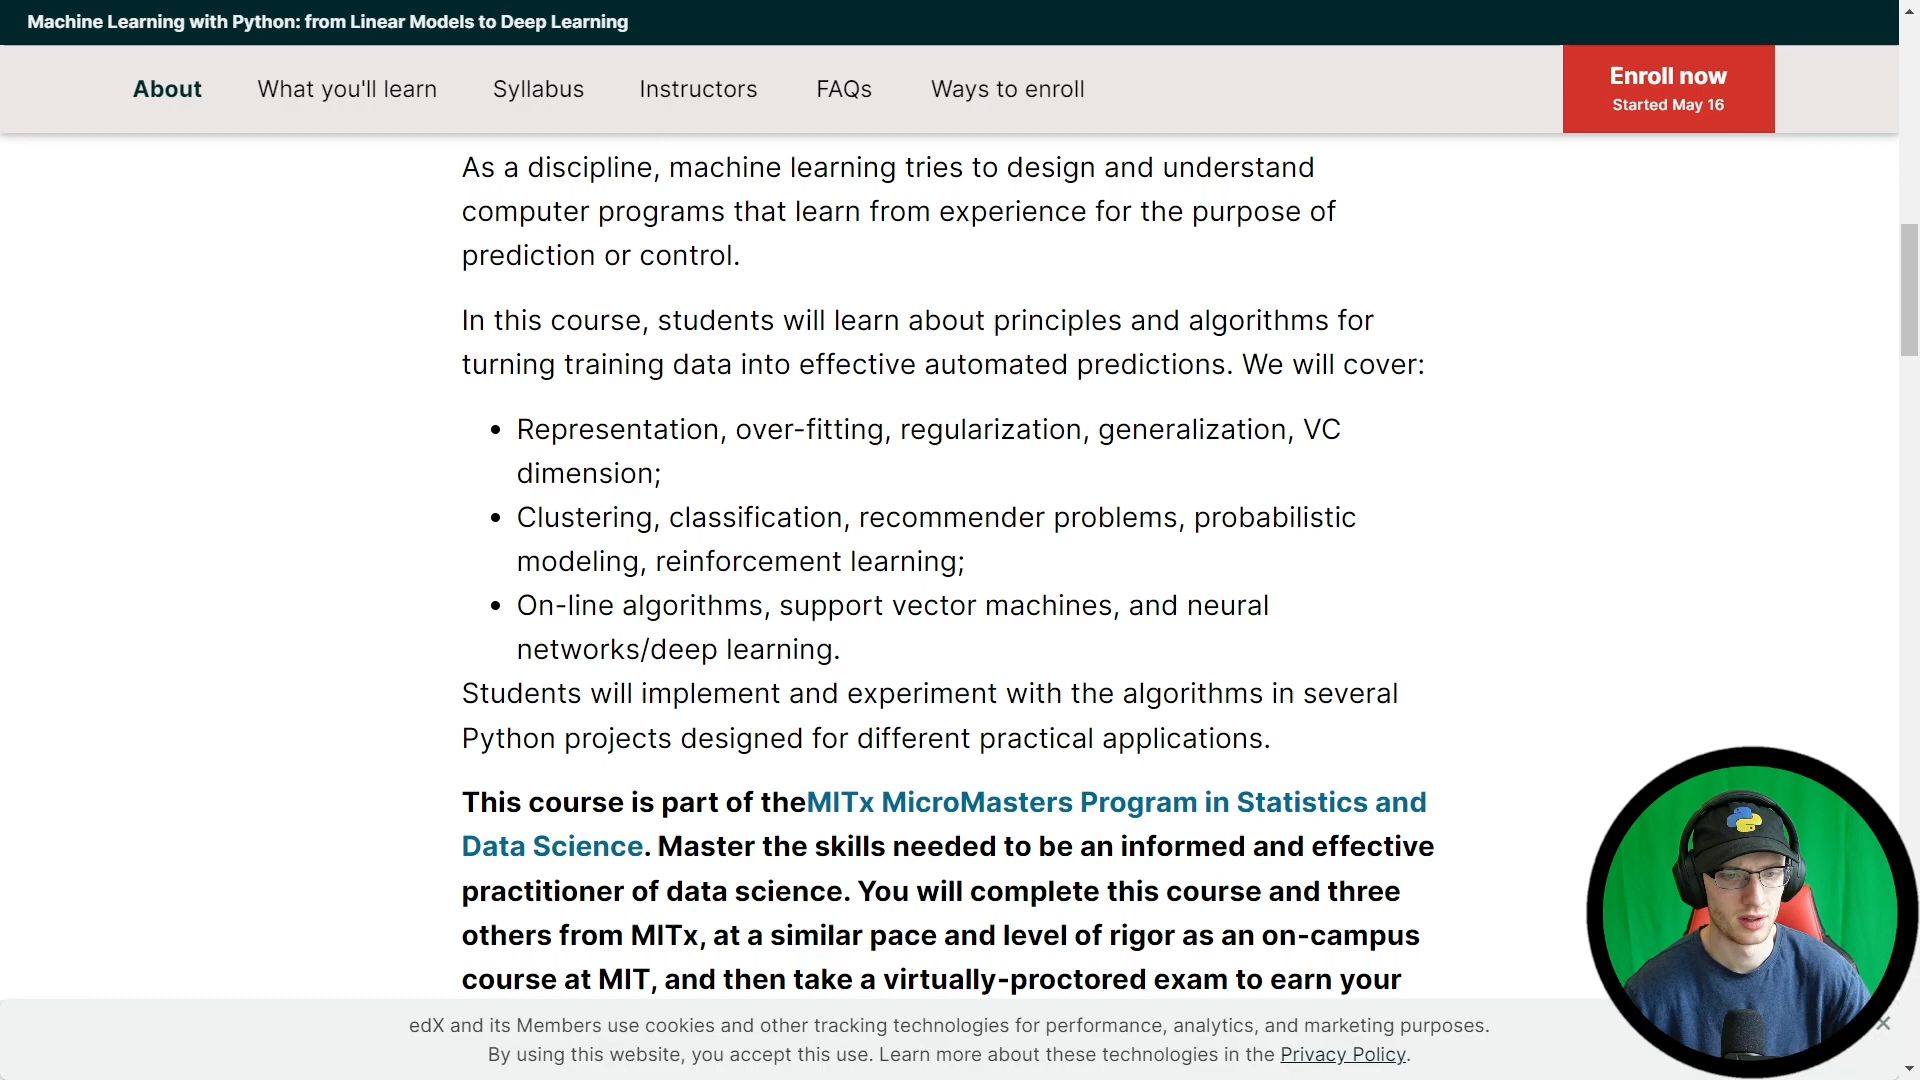 Machine Learning with Python: from Linear Models to Deep Learning
About What you'll learn Syllabus Instructors FAQs Ways to enroll
Enroll now
Started May 16
As a discipline, machine learning tries to design and understand
computer programs that learn from experience for the purpose of
prediction or control.
In this course, students will learn about principles and algorithms for
turning training data into effective automated predictions. We will cover:
• Representation, over-fitting, regularization, generalization, VC
dimension;
• Clustering, classification, recommender problems, probabilistic
modeling, reinforcement learning;
• On-line algorithms, support vector machines, and neural
networks/deep learning.
Students will implement and experiment with the algorithms in several
Python projects designed for different practical applications.
This course is part of theMITx MicroMasters Program in Statistics and
Data Science. Master the skills needed to be an informed and effective
practitioner of data science. You will complete this course and three
others from MITx, at a similar pace and level of rigor as an on-campus
course at MIT, and then take a virtually-proctored exam to earn your
edX and its Members use cookies and other tracking technologies for performance, analytics, and marketing purposes.
By using this website, you accept this use. Learn more about these technologies in the Privacy Policy.